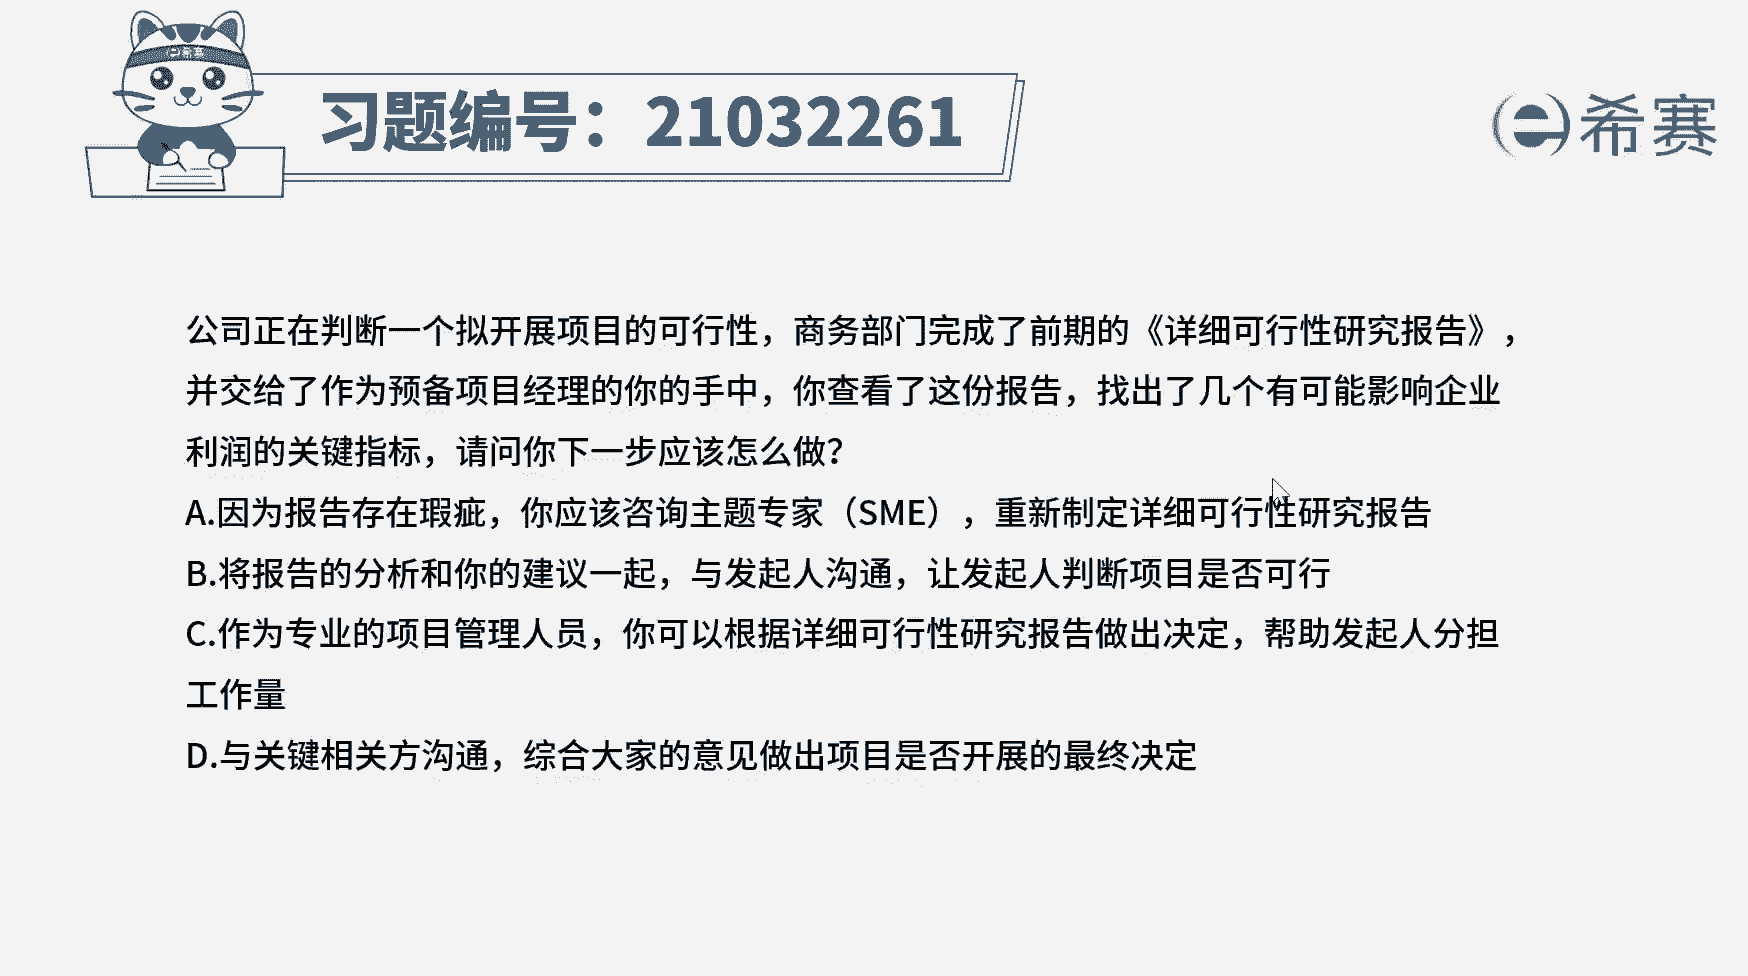 习题编号：21032261
希赛
公司正在判断一个拟开展项目的可行性，商务部门完成了前期的《详细可行性研究报告》，
并交给了作为预备项目经理的你的手中，你查看了这份报告，找出了几个有可能影响企业
利润的关键指标，请问你下一步应该怎么做？
A.因为报告存在瑕疵，你应该咨询主题专家（SME），重新制定详细可行性研究报告
B.将报告的分析和你的建议一起，与发起人沟通，让发起人判断项目是否可行
C.作为专业的项目管理人员，你可以根据详细可行性研究报告做出决定，帮助发起人分担
工作量
D.与关键相关方沟通，综合大家的意见做出项目是否开展的最终决定